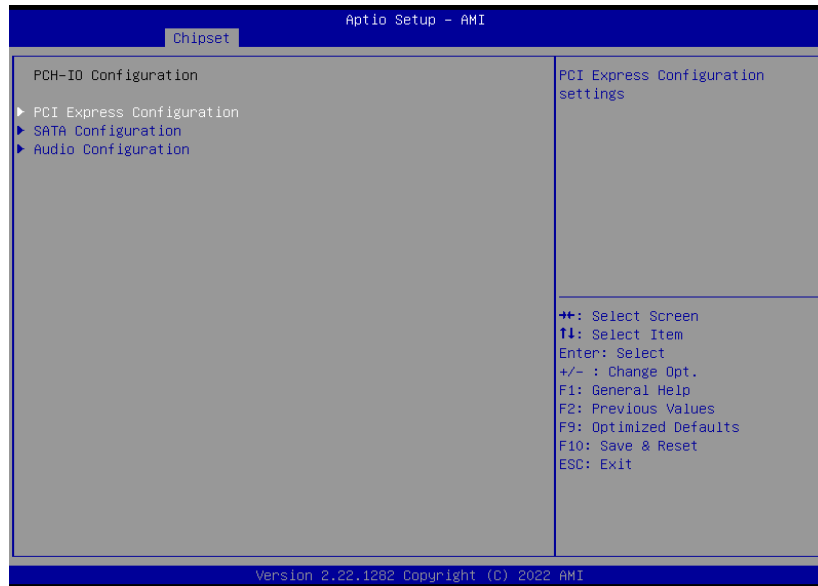 Aptio Setup – AMI
Chipset
PCH-IO Configuration
PCI Express Configuration
SATA Configuration
Audio Configuration
PCI Express Configuration
settings
→←: Select Screen
↑↓: Select Item
Enter: Select
+/- : Change Opt.
F1: General Help
F2: Previous Values
F9: Optimized Defaults
F10: Save & Reset
ESC: Exit
Version 2.22.1282 Copyright (C) 2022 AMI